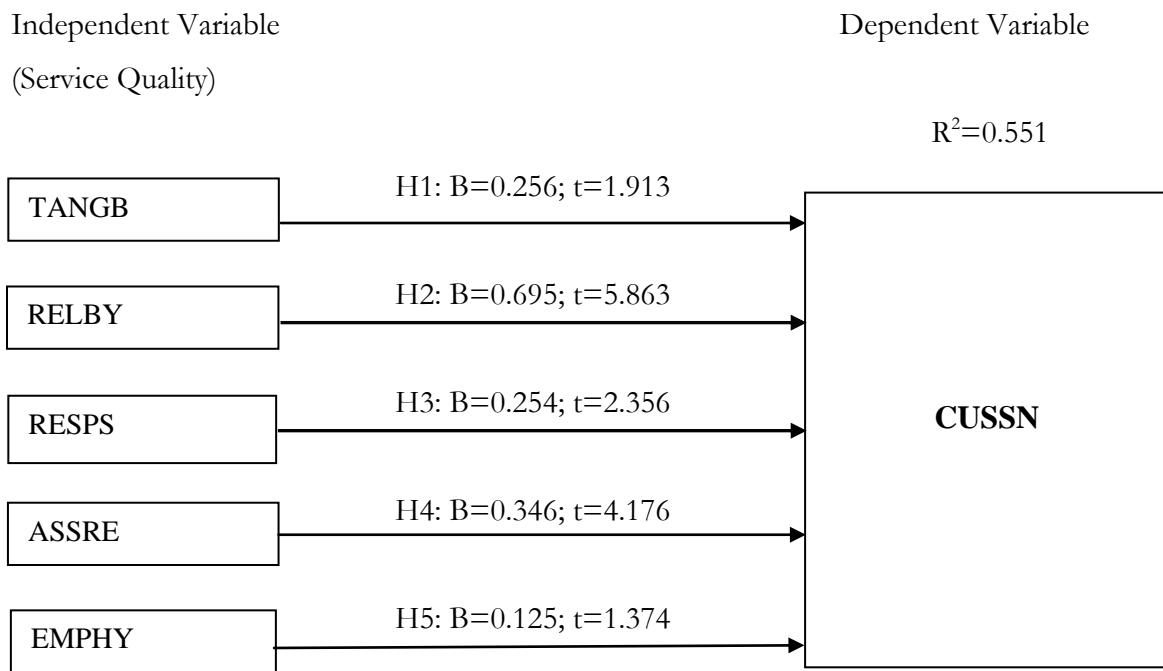 Independent Variable
Dependent Variable
(Service Quality)
R²=0.551
H1: B=0.256; t=1.913
TANGB
H2: B=0.695; t=5.863
RELBY
H3: B=0.254; t=2.356
RESPS
CUSSN
H4: B=0.346; t=4.176
ASSRE
H5: B=0.125; t=1.374
EMPHY